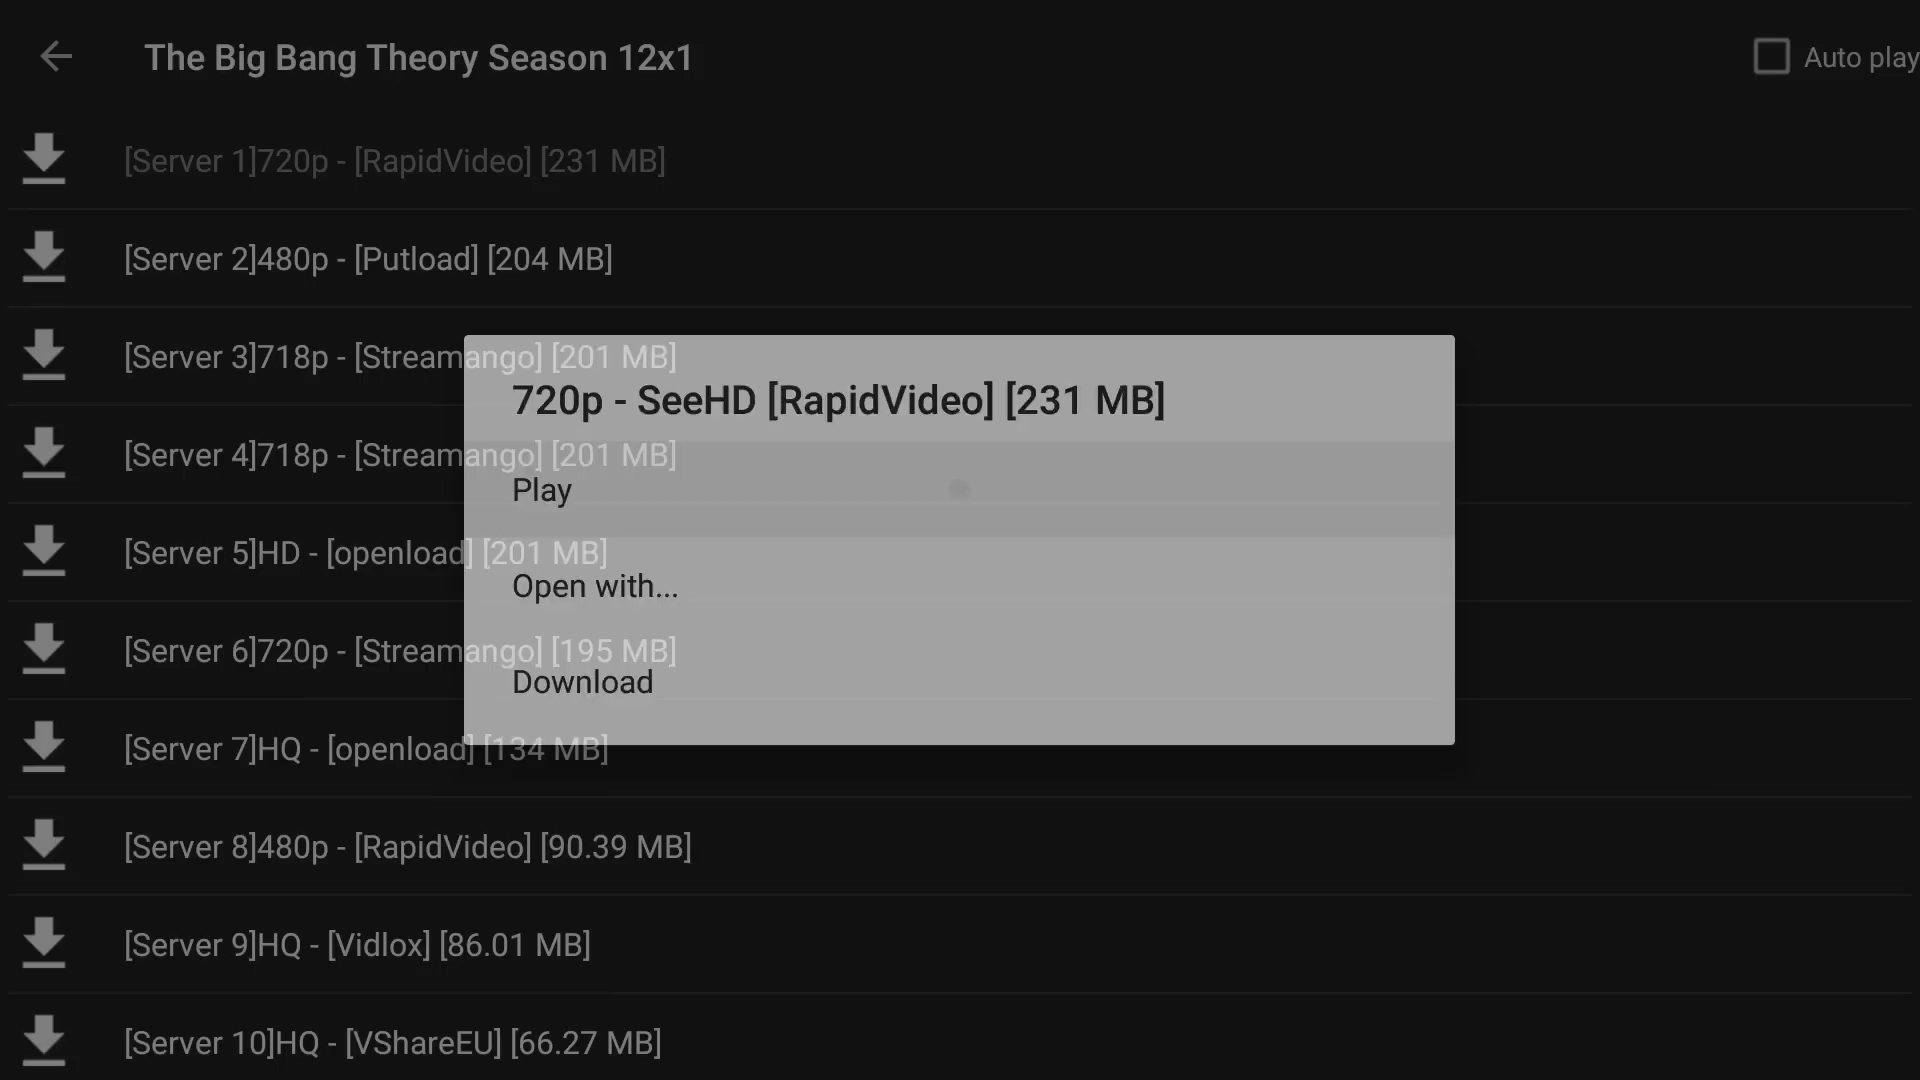 The Big Bang Theory Season 12x1
Auto play
[Server 1]720p - [RapidVideo] [231 MB]
[Server 2]480p - [Putload] [204 MB]
[Server 3]718p - [Streamango] [201 MB]
720p - SeeHD [RapidVideo] [231 MB]
[Server 4]718p - [Streamango] [201 MB]
Play
[Server 5]HD - [openload] [201 MB]
Open with...
[Server 6]720p - [Streamango] [195 MB]
Download
[Server 7]HQ - [openload] [134 MB]
[Server 8]480p - [RapidVideo] [90.39 MB]
[Server 9]HQ - [Vidlox] [86.01 MB]
[Server 10]HQ - [VShareEU] [66.27 MB]